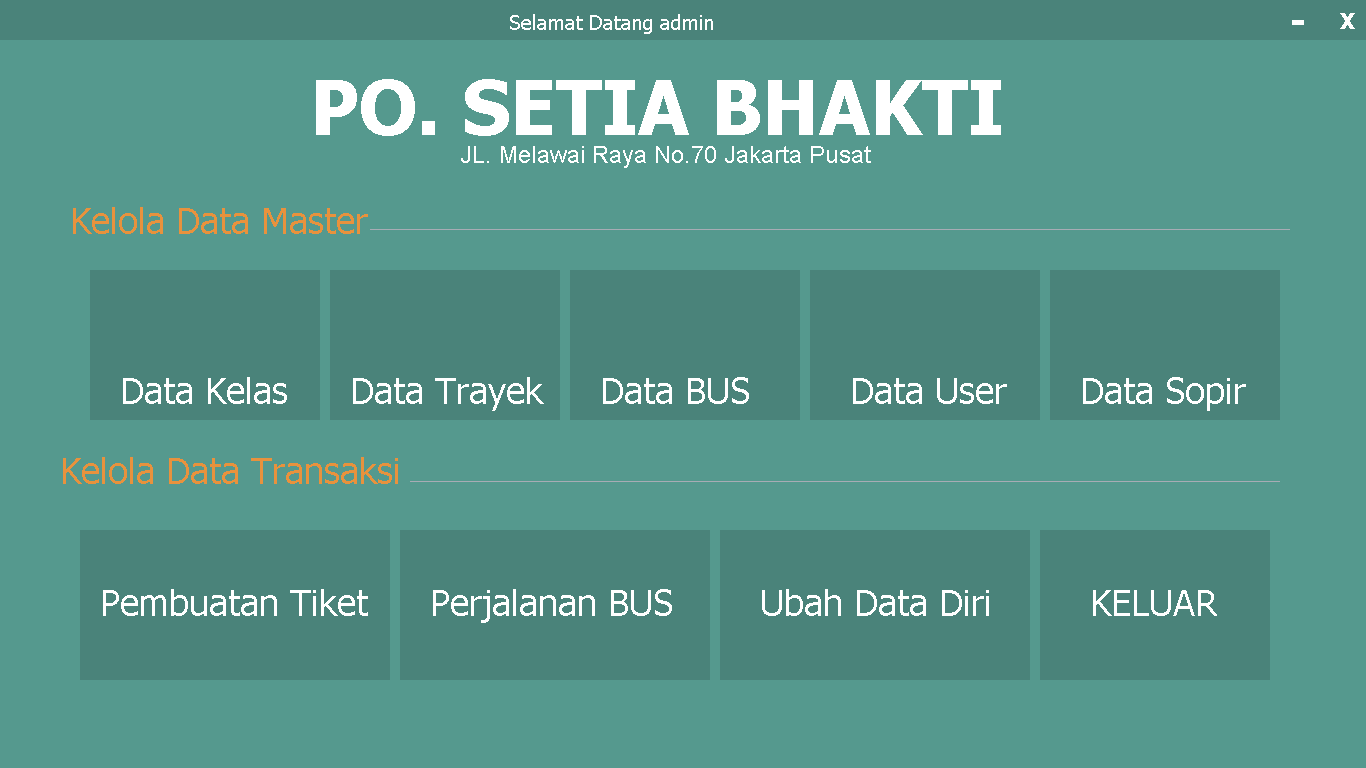 Selamat Datang admin
– X
PO. SETIA BHAKTI
JL. Melawai Raya No.70 Jakarta Pusat
Kelola Data Master
Data Kelas Data Trayek Data BUS Data User Data Sopir
Kelola Data Transaksi
Pembuatan Tiket Perjalanan BUS Ubah Data Diri KELUAR